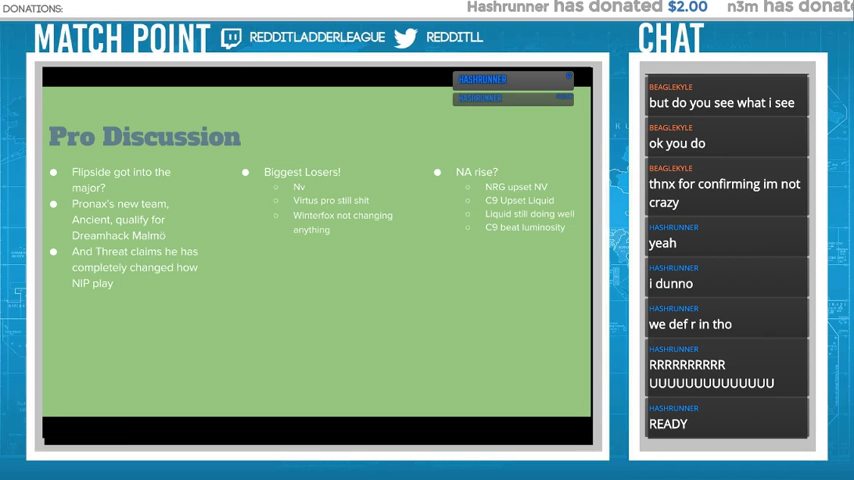 DONATIONS:
Hashrunner has donated $2.00 n3m has donate
MATCH POINT REDDITLADDERLEAGUE REDDITLL
CHAT
HASHRUNNER
HASHRUNNER
Pro Discussion
Flipside got into the
major?
Pronax's new team,
Ancient, qualify for
Dreamhack Malmö
And Threat claims he has
completely changed how
NIP play
Biggest Losers!
Nv
Virtus pro still shit
Winterfox not changing
anything
NA rise?
NRG upset NV
C9 Upset Liquid
Liquid still doing well
C9 beat luminosity
BEAGLEKYLE
but do you see what i see
BEAGLEKYLE
ok you do
BEAGLEKYLE
thnx for confirming im not
crazy
HASHRUNNER
yeah
HASHRUNNER
i dunno
HASHRUNNER
we def r in tho
HASHRUNNER
RRRRRRRRRR
UUUUUUUUUUUUUU
HASHRUNNER
READY